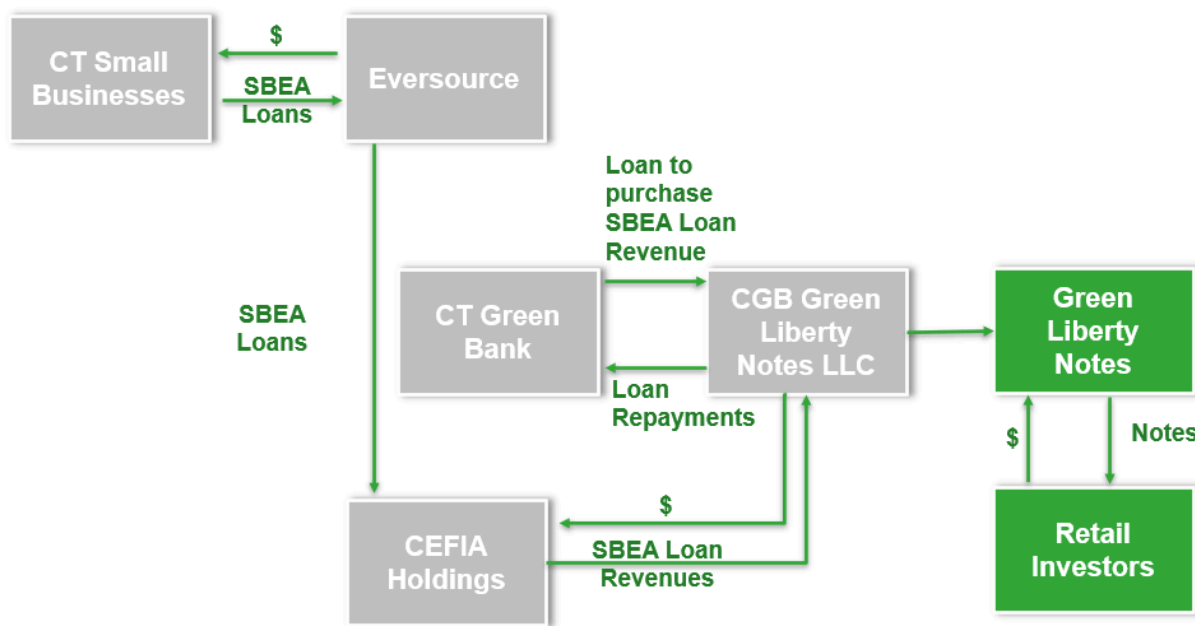 CT Small
Businesses
$
SBEA
Loans
Eversource
Loan to
purchase
SBEA Loan
Revenue
SBEA
Loans
CT Green
Bank
CGB Green
Liberty
Notes LLC
Green
Liberty
Notes
Loan
Repayments
$
Notes
CEFIA
Holdings
$
SBEA Loan
Revenues
Retail
Investors